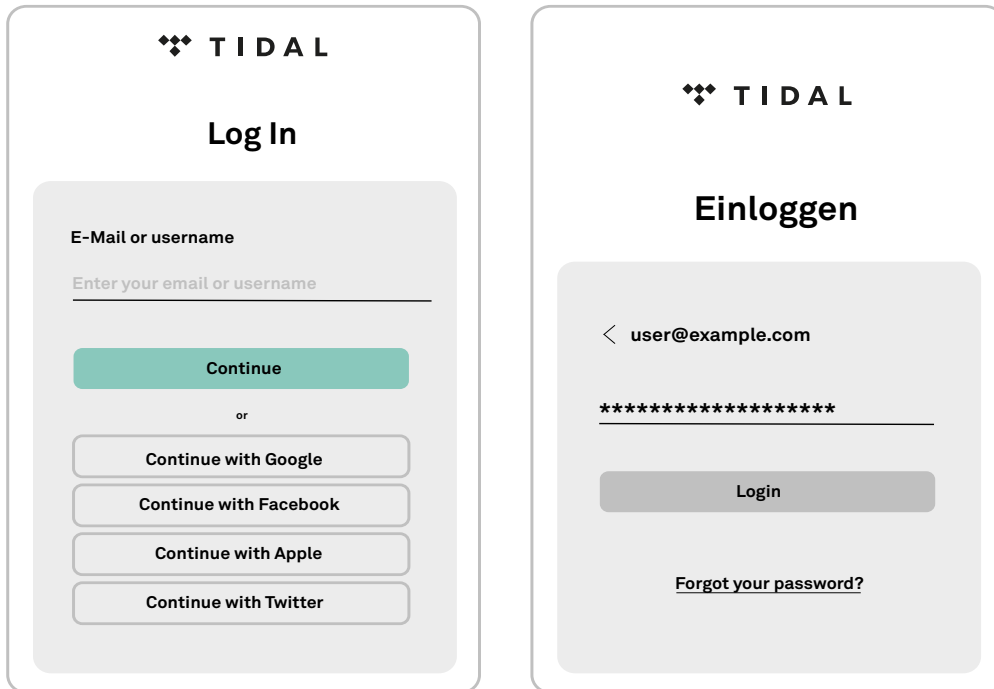 TIDAL
Log In
E-Mail or username
Enter your email or username
Continue
or
Continue with Google
Continue with Facebook
Continue with Apple
Continue with Twitter
TIDAL
Einloggen
user@example.com
*******************
Login
Forgot your password?